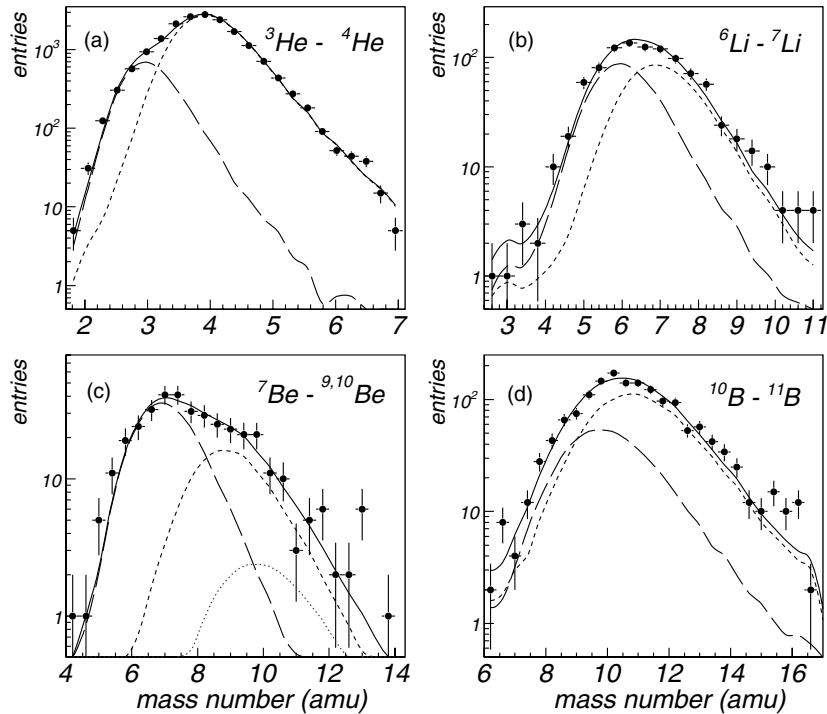 entries
(a)
³He - ⁴He
10³
10²
10
1
2 3 4 5 6 7
entries
(b)
⁶Li - ⁷Li
10²
10
1
3 4 5 6 7 8 9 10 11
entries
(c)
⁷Be - ⁹,¹⁰Be
10
1
4 6 8 10 12 14
mass number (amu)
entries
(d)
¹⁰B - ¹¹B
10²
10
1
6 8 10 12 14 16
mass number (amu)